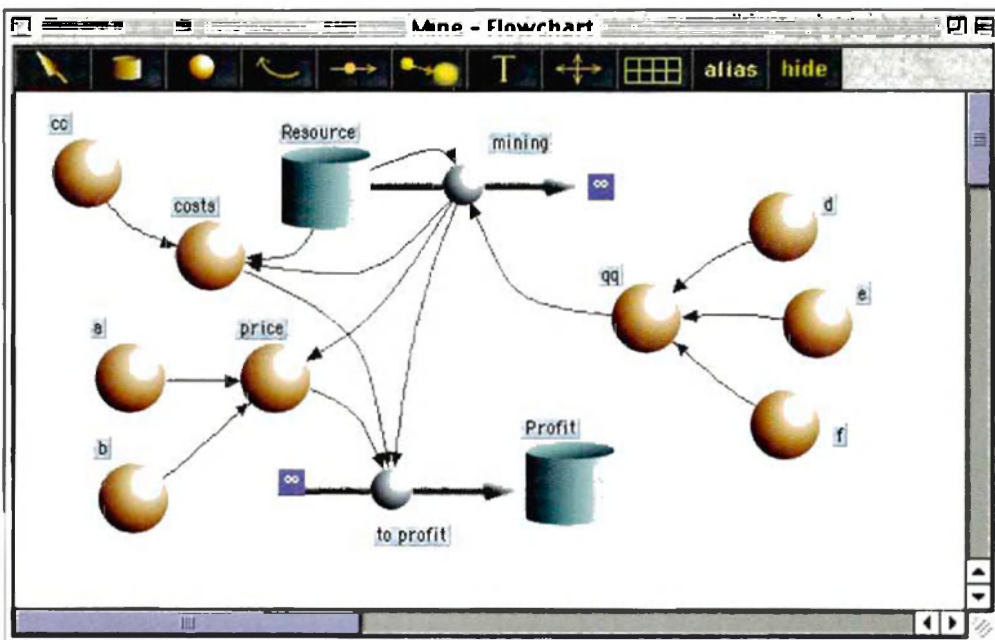 Mine - Flowchart
T alias hide
cc
Resource
mining
∞
costs
d
qq
e
a
price
b
f
Profit
∞
to profit